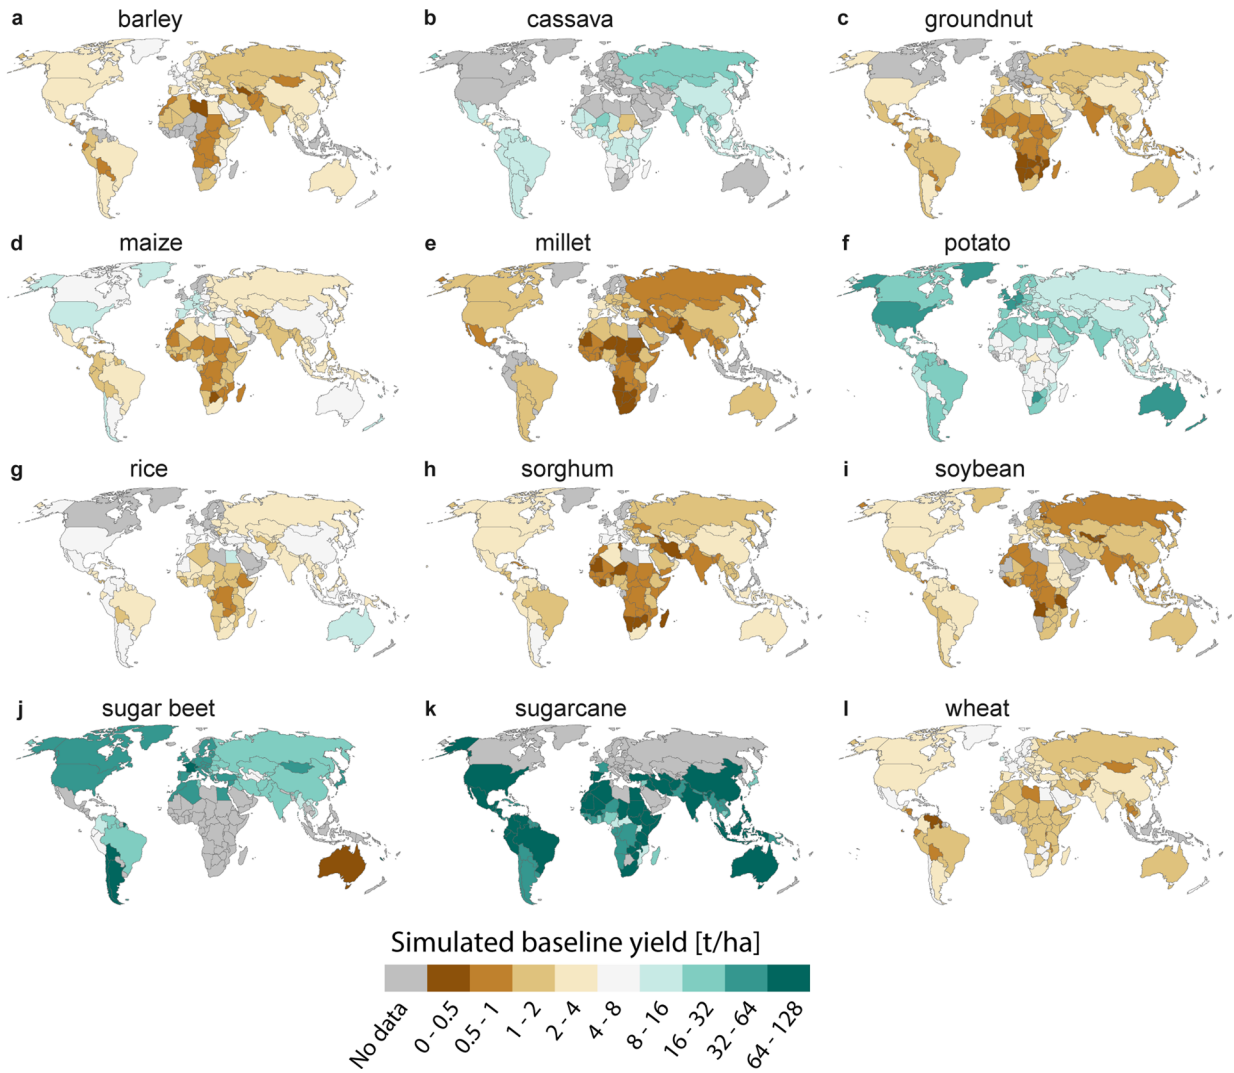 a barley
b cassava
c groundnut
d maize
e millet
f potato
g rice
h sorghum
i soybean
j sugar beet
k sugarcane
l wheat
Simulated baseline yield [t/ha]
No data
0 - 0.5
0.5 - 1
1 - 2
2 - 4
4 - 8
8 - 16
16 - 32
32 - 64
64 - 128